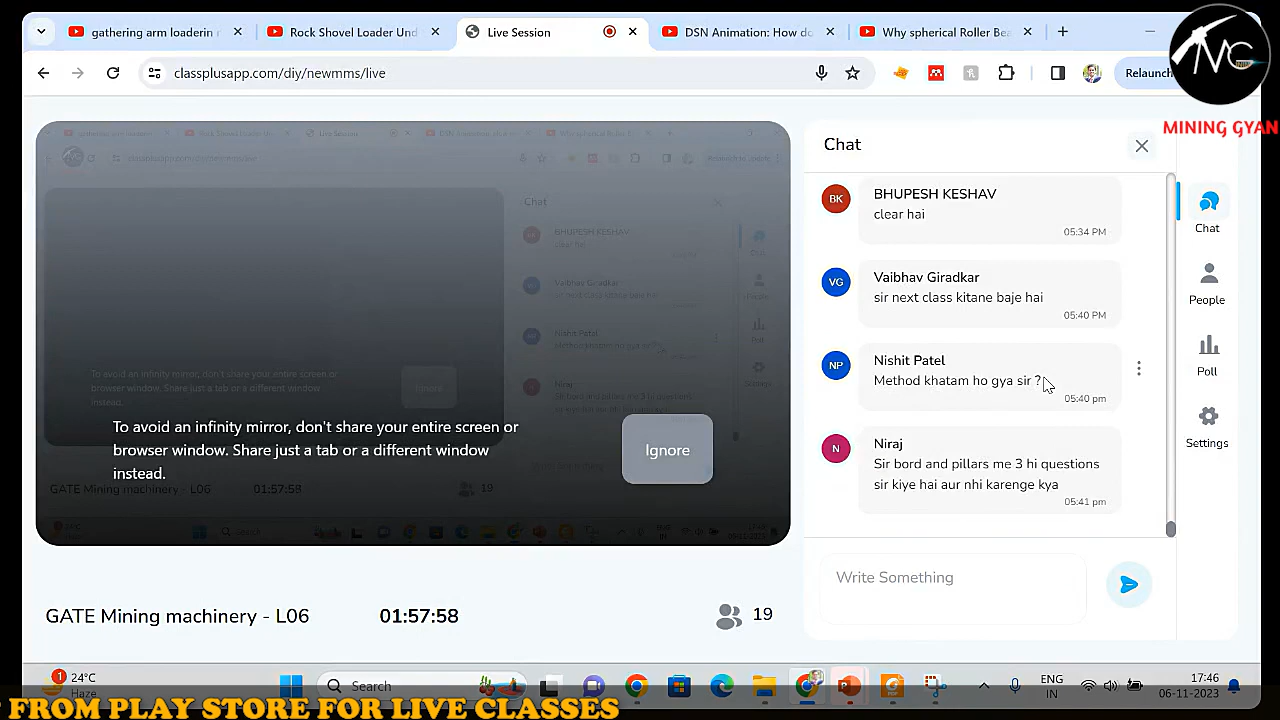 gathering arm loaderin r
Rock Shovel Loader Und
Live Session
DSN Animation: How do
Why spherical Roller Bea
classplusapp.com/diy/newmms/live
Relaunch
MINING GYAN
Chat
BHUPESH KESHAV
clear hai
05:34 PM
Vaibhav Giradkar
sir next class kitane baje hai
05:40 PM
Nishit Patel
Method khatam ho gya sir ?
05:40 pm
Niraj
Sir bord and pillars me 3 hi questions
sir kiye hai aur nhi karenge kya
05:41 pm
Write Something
Chat
People
Poll
Settings
To avoid an infinity mirror, don't share your entire screen or
browser window. Share just a tab or a different window
instead.
Ignore
GATE Mining machinery - L06
01:57:58
19
24°C
Haze
Search
ENG
IN
17:46
06-11-2023
FROM PLAY STORE FOR LIVE CLASSES